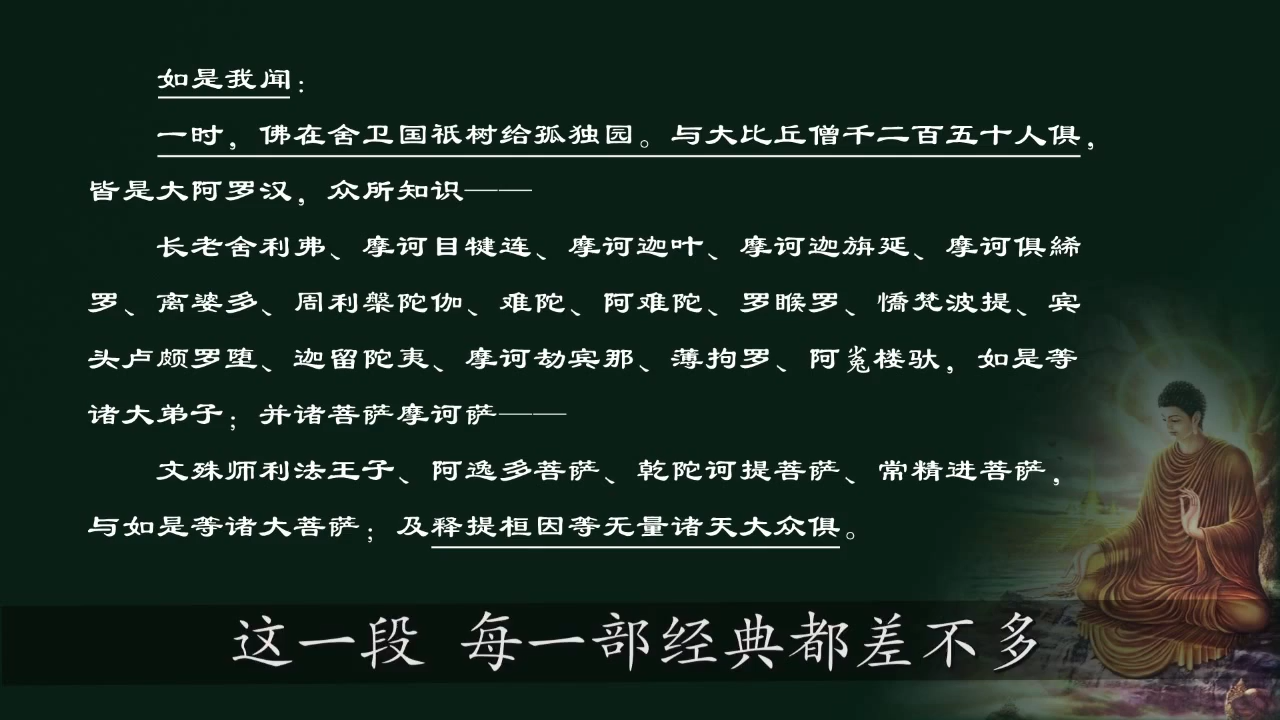 如是我闻：
一时，佛在舍卫国祇树给孤独园。与大比丘僧千二百五十人俱，
皆是大阿罗汉，众所知识——
长老舍利弗、摩诃目犍连、摩诃迦叶、摩诃迦旃延、摩诃俱絺
罗、离婆多、周利槃陀伽、难陀、阿难陀、罗睺罗、憍梵波提、宾
头卢颇罗堕、迦留陀夷、摩诃劫宾那、薄拘罗、阿㝹楼驮，如是等
诸大弟子；并诸菩萨摩诃萨——
文殊师利法王子、阿逸多菩萨、乾陀诃提菩萨、常精进菩萨，
与如是等诸大菩萨；及释提桓因等无量诸天大众俱。
这一段 每一部经典都差不多